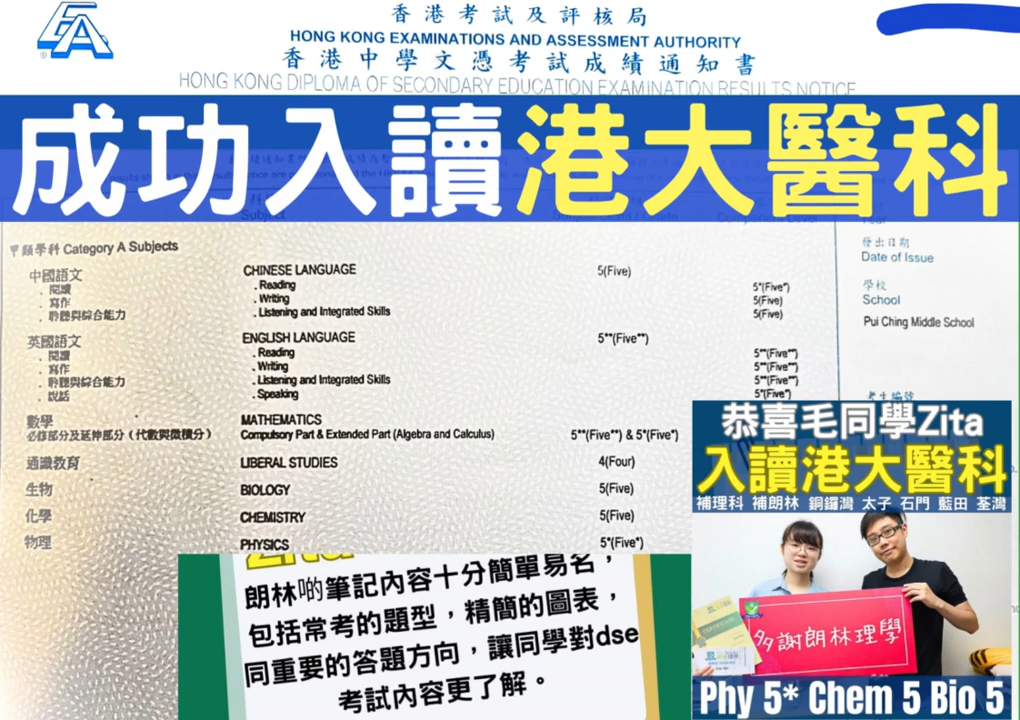 香港考試及評核局
HONG KONG EXAMINATIONS AND ASSESSMENT AUTHORITY
香港中學文憑考試成績通知書
HONG KONG DIPLOMA OF SECONDARY EDUCATION EXAMINATION RESULTS NOTICE
成功入讀港大醫科
Subject
Year
甲類學科 Category A Subjects
中國語文 CHINESE LANGUAGE 5(Five)
. 閱讀 . Reading 5*(Five*)
. 寫作 . Writing 5(Five)
. 聆聽與綜合能力 . Listening and Integrated Skills 5(Five)
英國語文 ENGLISH LANGUAGE 5**(Five**)
. 閱讀 . Reading 5**(Five**)
. 寫作 . Writing 5**(Five**)
. 聆聽與綜合能力 . Listening and Integrated Skills 5**(Five**)
. 說話 . Speaking 5*(Five*)
數學 MATHEMATICS
必修部分及延伸部分（代數與微積分） Compulsory Part & Extended Part (Algebra and Calculus) 5**(Five**) & 5*(Five*)
通識教育 LIBERAL STUDIES 4(Four)
生物 BIOLOGY 5(Five)
化學 CHEMISTRY 5(Five)
物理 PHYSICS 5*(Five*)
發出日期
Date of Issue
學校
School
Pui Ching Middle School
考生編號
Zita
朗林啲筆記內容十分簡單易名，
包括常考的題型，精簡的圖表，
同重要的答題方向，讓同學對dse
考試內容更了解。
恭喜毛同學Zita
入讀港大醫科
補理科 補朗林 銅鑼灣 太子 石門 藍田 荃灣
多謝朗林理學
Phy 5* Chem 5 Bio 5